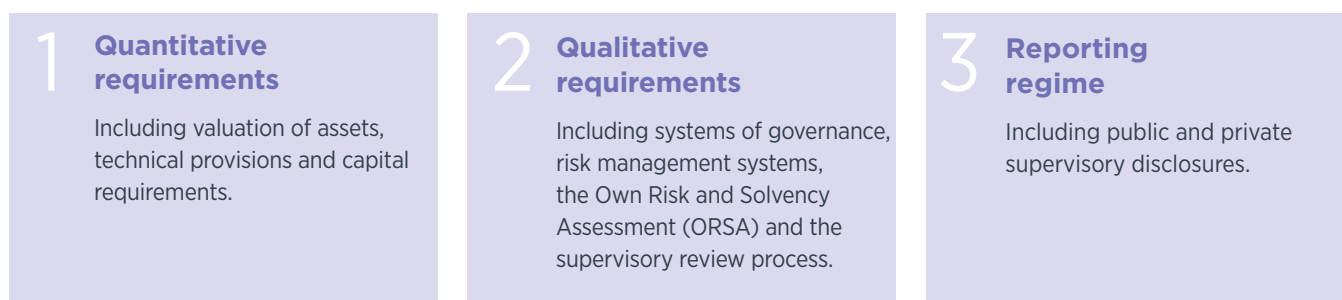 1
Quantitative
requirements
Including valuation of assets,
technical provisions and capital
requirements.
2
Qualitative
requirements
Including systems of governance,
risk management systems,
the Own Risk and Solvency
Assessment (ORSA) and the
supervisory review process.
3
Reporting
regime
Including public and private
supervisory disclosures.